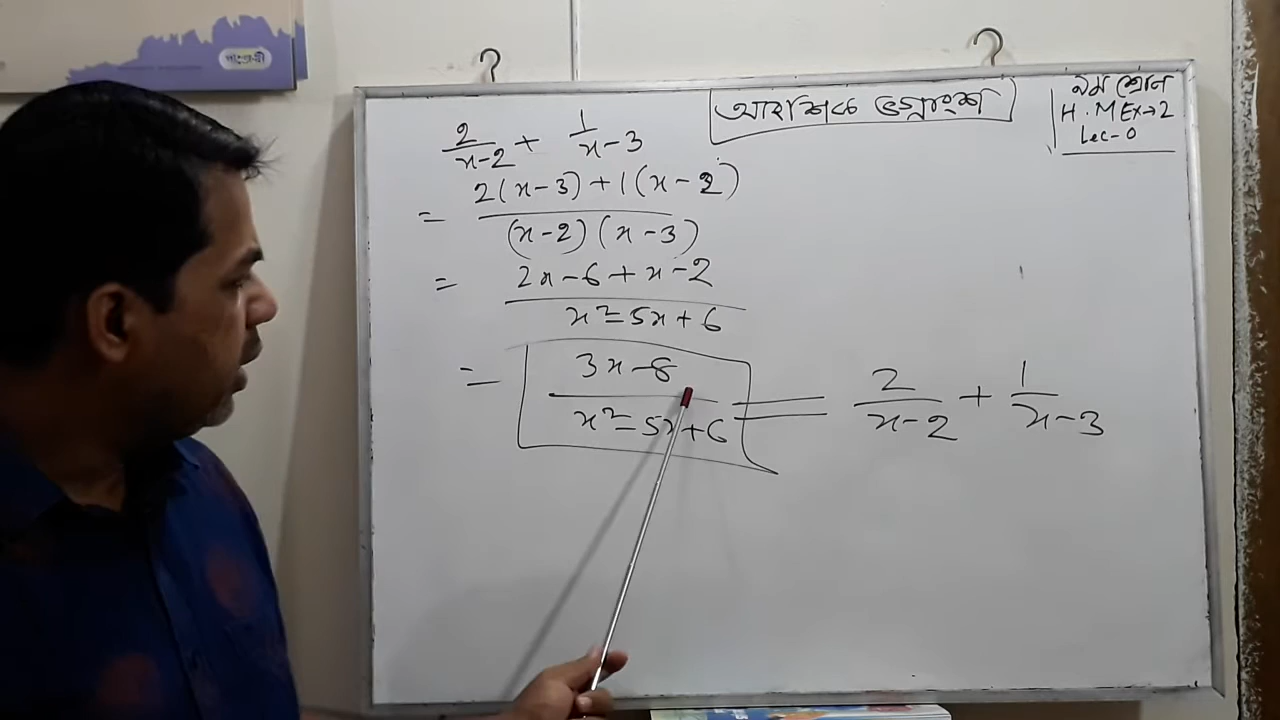 পাঞ্জেরী
আংশিক ভগ্নাংশ
৯ম শ্রেণি
H.M Ex→2
Lec-0
2/(x-2) + 1/(x-3)
= (2(x-3)+1(x-2))/((x-2)(x-3))
= (2x-6+x-2)/(x²-5x+6)
= (3x-8)/(x²-5x+6) = 2/(x-2) + 1/(x-3)